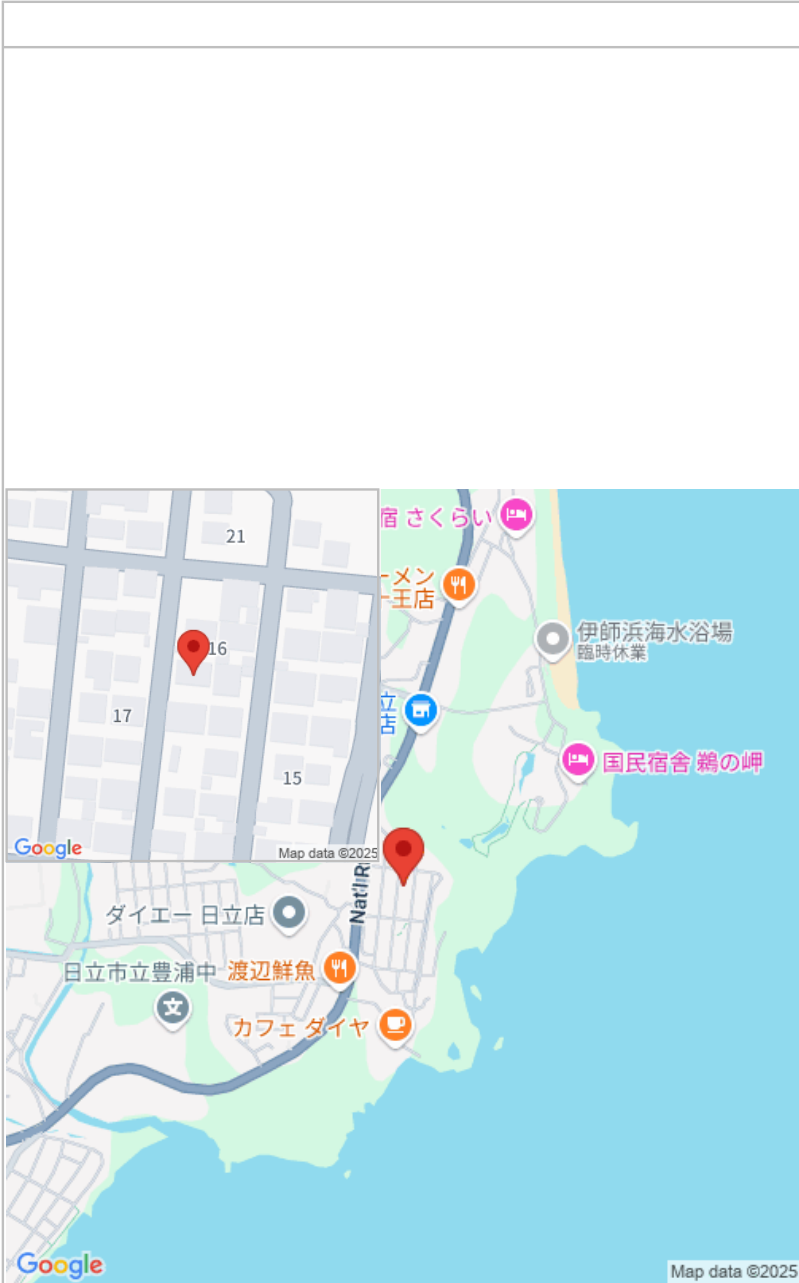 21
16
17
15
Google
Map data ©2025
宿 さくらい
ーメン
一王店
伊師浜海水浴場
臨時休業
立
店
国民宿舎 鵜の岬
Nat'l R
ダイエー 日立店
日立市立豊浦中
渡辺鮮魚
カフェ ダイヤ
Google
Map data ©2025